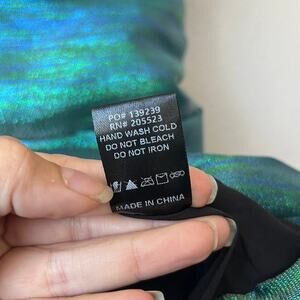 PO# 139239
RN# 205523
HAND WASH COLD
DO NOT BLEACH
DO NOT IRON
MADE IN CHINA